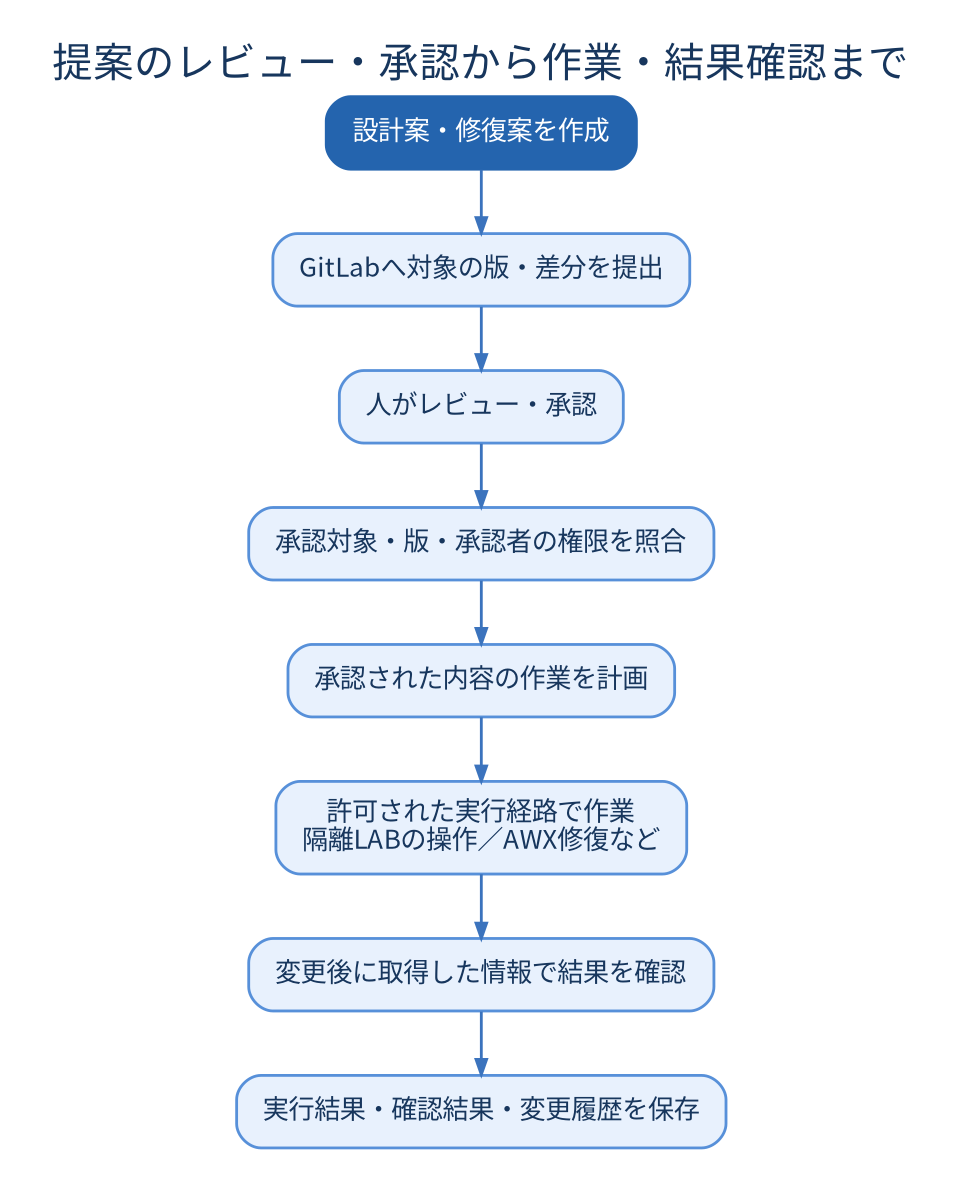 提案のレビュー・承認から作業・結果確認まで
設計案・修復案を作成
GitLabへ対象の版・差分を提出
人がレビュー・承認
承認対象・版・承認者の権限を照合
承認された内容の作業を計画
許可された実行経路で作業
隔離LABの操作／AWX修復など
変更後に取得した情報で結果を確認
実行結果・確認結果・変更履歴を保存